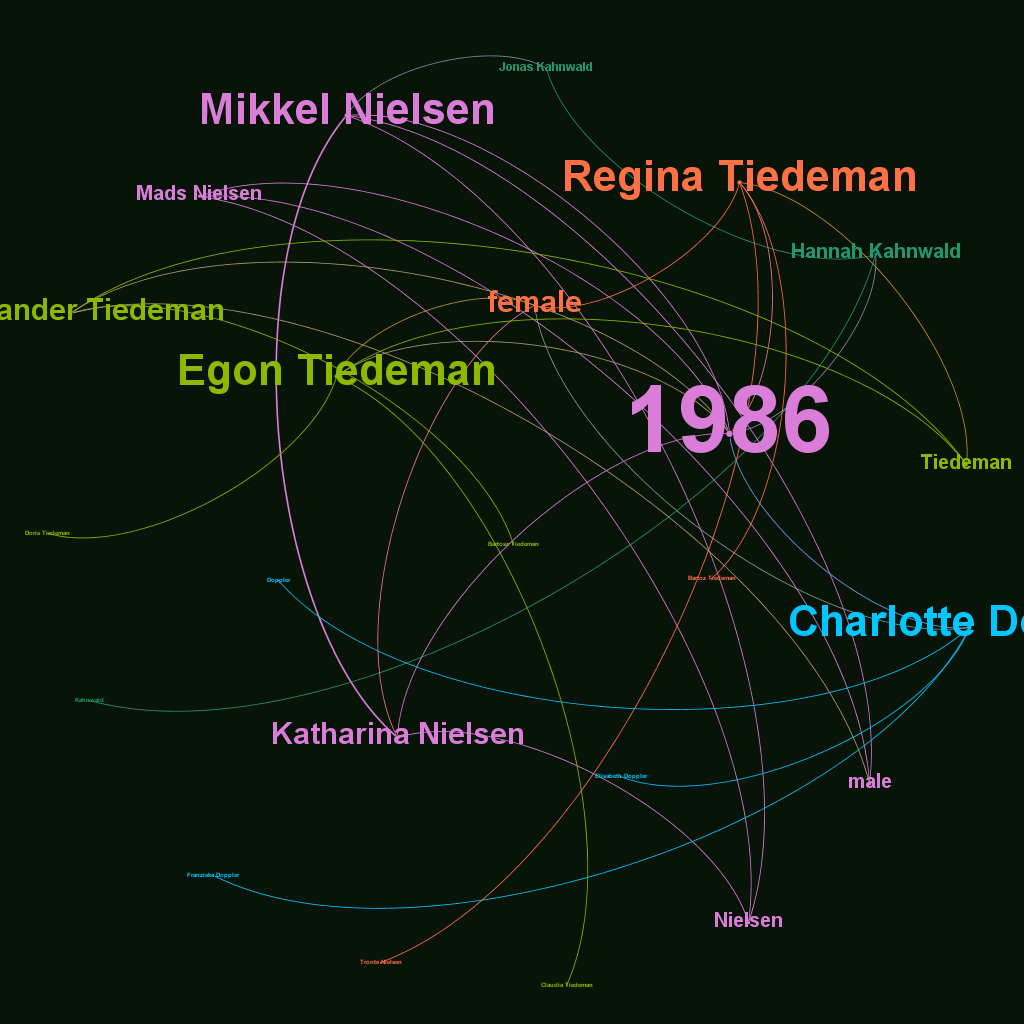 Jonas Kahnwald
Mikkel Nielsen
Regina Tiedeman
Mads Nielsen
Hannah Kahnwald
female
ander Tiedeman
Egon Tiedeman
1986
Tiedeman
Doris Tiedeman
Bartosz Tiedeman
Bartoz Tiedeman
Doppler
Charlotte Do
Kahnwald
Katharina Nielsen
Elisabeth Doppler
male
Franziska Doppler
Nielsen
Tronte Nielsen
Claudia Tiedeman